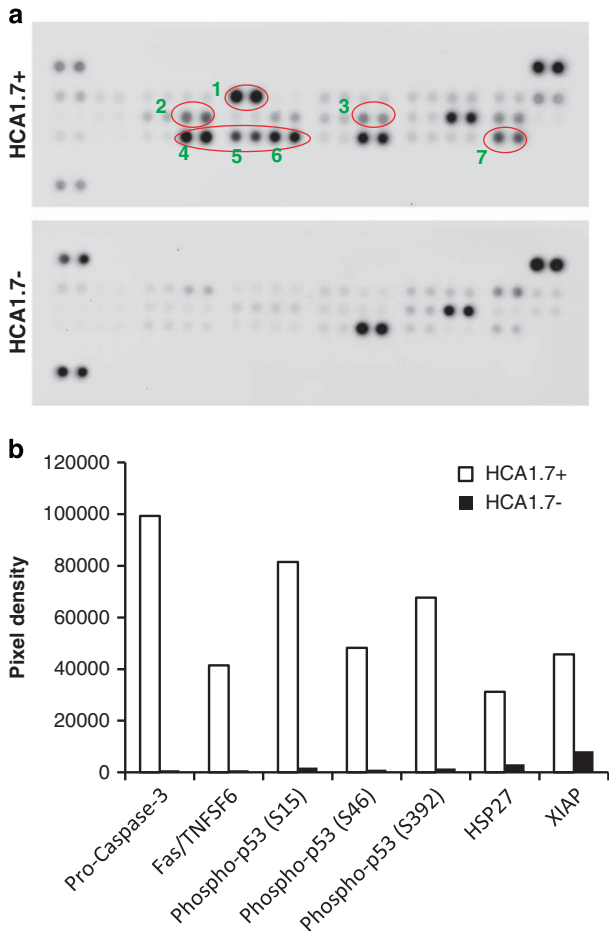 a
HCA1.7+
1
2
3
4
5
6
7
HCA1.7-
b
Pixel density
120000
100000
80000
60000
40000
20000
0
HCA1.7+
HCA1.7-
Pro-Caspase-3
Fas/TNFSF6
Phospho-p53 (S15)
Phospho-p53 (S46)
Phospho-p53 (S392)
HSP27
XIAP